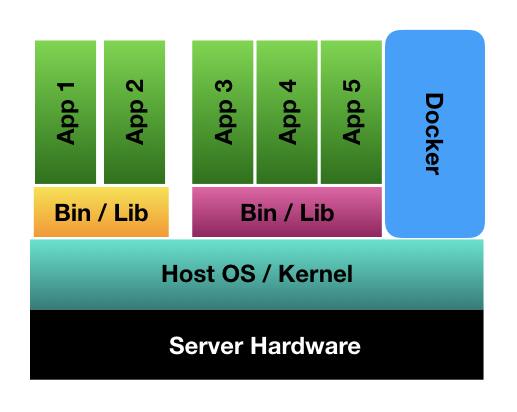 App 1
App 2
App 3
App 4
App 5
Docker
Bin / Lib
Bin / Lib
Host OS / Kernel
Server Hardware